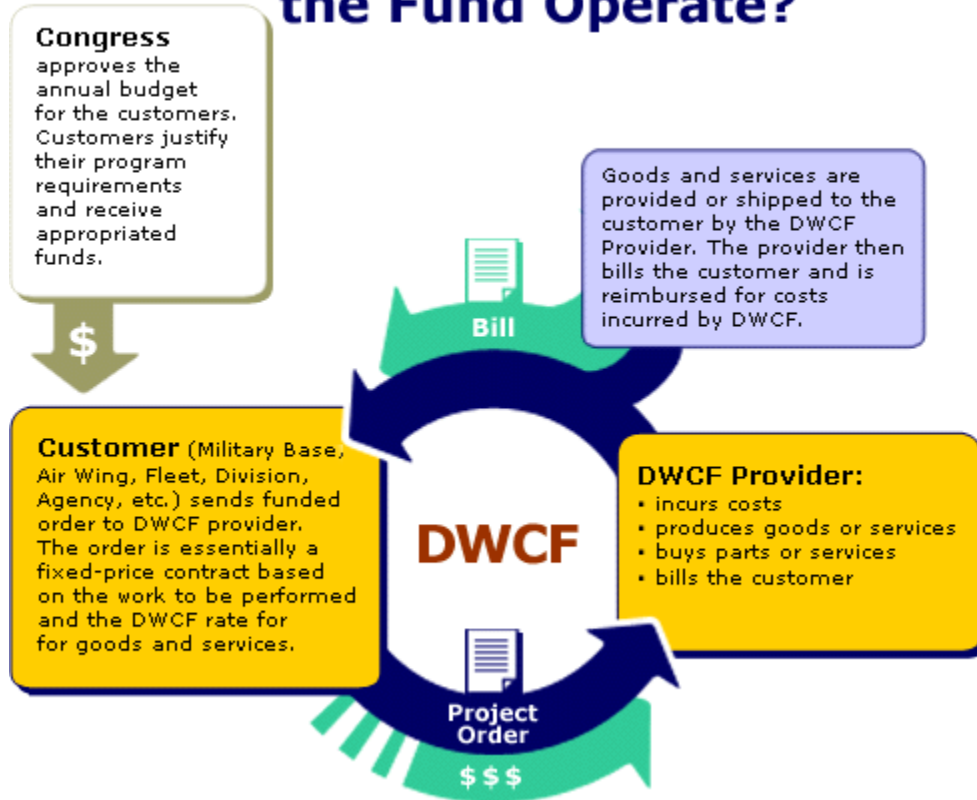 the Fund Operate?
Congress
approves the
annual budget
for the customers.
Customers justify
their program
requirements
and receive
appropriated
funds.
$
Goods and services are
provided or shipped to the
customer by the DWCF
Provider. The provider then
bills the customer and is
reimbursed for costs
incurred by DWCF.
Bill
Customer (Military Base,
Air Wing, Fleet, Division,
Agency, etc.) sends funded
order to DWCF provider.
The order is essentially a
fixed-price contract based
on the work to be performed
and the DWCF rate for
for goods and services.
DWCF
DWCF Provider:
▪ incurs costs
▪ produces goods or services
▪ buys parts or services
▪ bills the customer
Project
Order
$$$